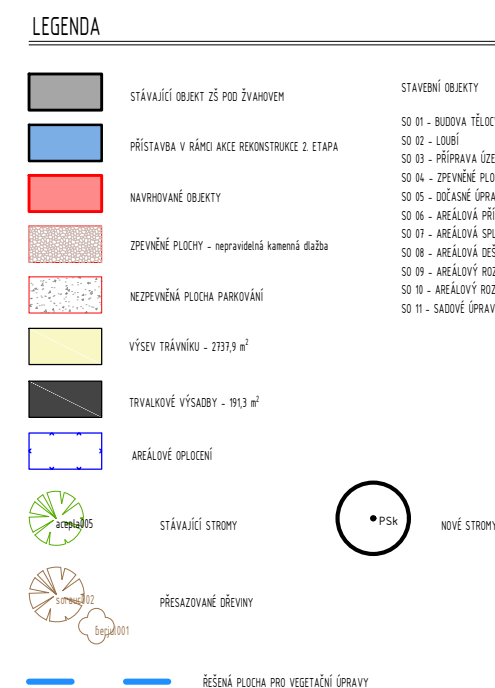 LEGENDA
STÁVAJÍCÍ OBJEKT ZŠ POD ŽVAHOVEM
PŘÍSTAVBA V RÁMCI AKCE REKONSTRUKCE 2. ETAPA
NAVRHOVANÉ OBJEKTY
ZPEVNĚNÉ PLOCHY - nepravidelná kamenná dlažba
NEZPEVNĚNÁ PLOCHA PARKOVÁNÍ
VÝSEV TRÁVNÍKU - 2737,9 m²
TRVALKOVÉ VÝSADBY - 191,3 m²
AREÁLOVÉ OPLOCENÍ
acepla005
STÁVAJÍCÍ STROMY
PSk
NOVÉ STROMY
002
PŘESAZOVANÉ DŘEVINY
berjul001
ŘEŠENÁ PLOCHA PRO VEGETAČNÍ ÚPRAVY
STAVEBNÍ OBJEKTY
SO 01 - BUDOVA TĚLOC
SO 02 - LOUBÍ
SO 03 - PŘÍPRAVA ÚZE
SO 04 - ZPEVNĚNÉ PLO
SO 05 - DOČASNÉ ÚPRA
SO 06 - AREÁLOVÁ PŘÍ
SO 07 - AREÁLOVÁ SPL
SO 08 - AREÁLOVÁ DEŠ
SO 09 - AREÁLOVÝ ROZ
SO 10 - AREÁLOVÝ ROZ
SO 11 - SADOVÉ ÚPRAV